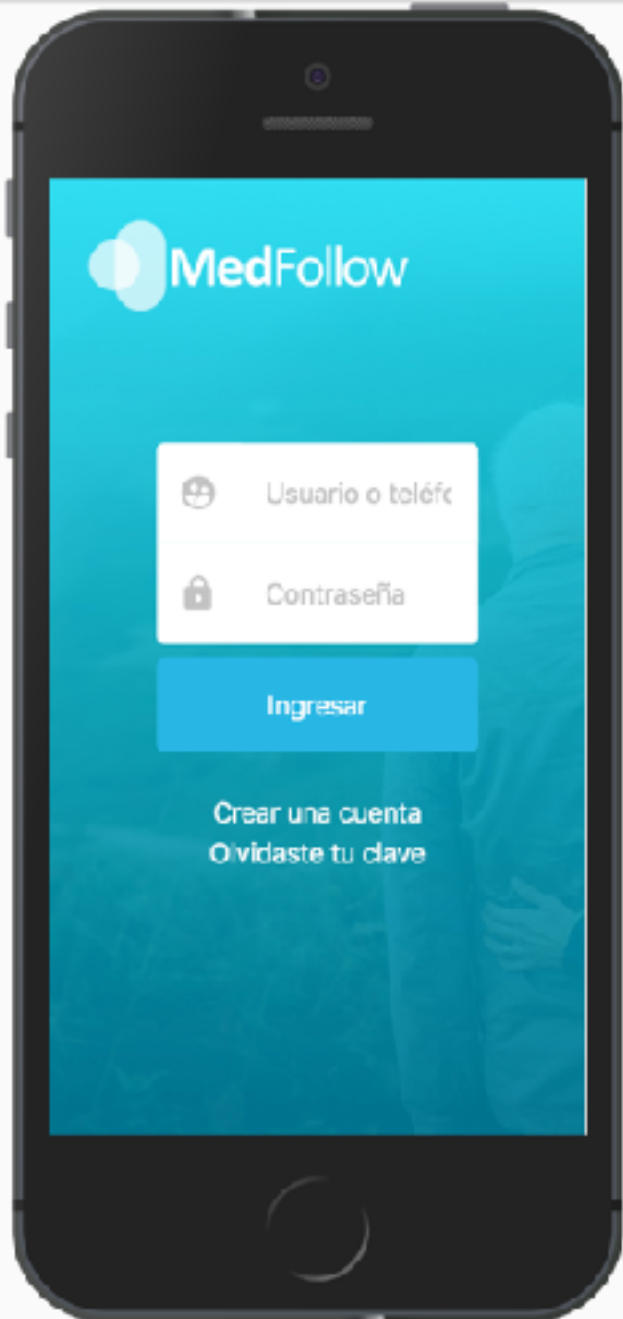 MedFollow
Usuario o teléfo
Contraseña
Ingresar
Crear una cuenta
Olvidaste tu clave